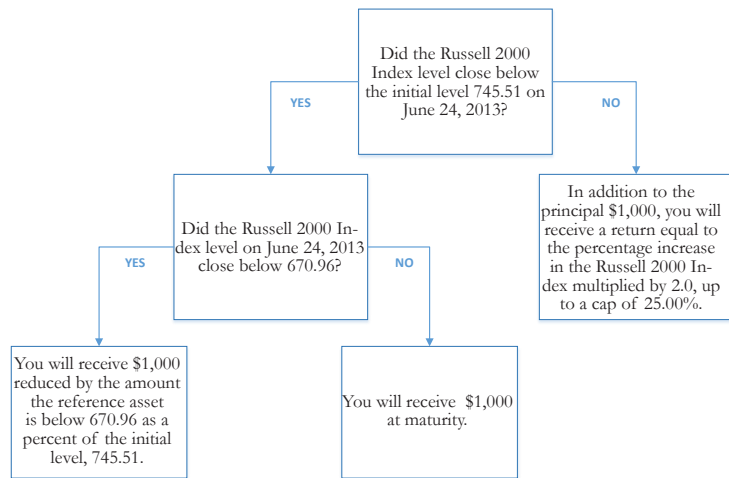 Did the Russell 2000
Index level close below
the initial level 745.51 on
June 24, 2013?
YES
NO
Did the Russell 2000 In-
dex level on June 24, 2013
close below 670.96?
In addition to the
principal $1,000, you will
receive a return equal to
the percentage increase
in the Russell 2000 In-
dex multiplied by 2.0, up
to a cap of 25.00%.
YES
NO
You will receive $1,000
reduced by the amount
the reference asset
is below 670.96 as a
percent of the initial
level, 745.51.
You will receive $1,000
at maturity.